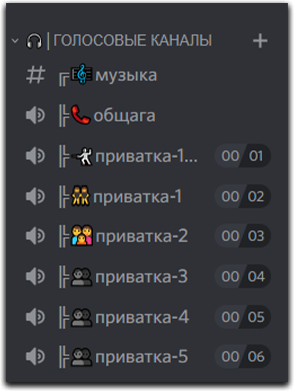 | ГОЛОСОВЫЕ КАНАЛЫ +
# ╔музыка
╠общага
╠приватка-1... 00 01
╠приватка-1 00 02
╠приватка-2 00 03
╠приватка-3 00 04
╠приватка-4 00 05
╠приватка-5 00 06